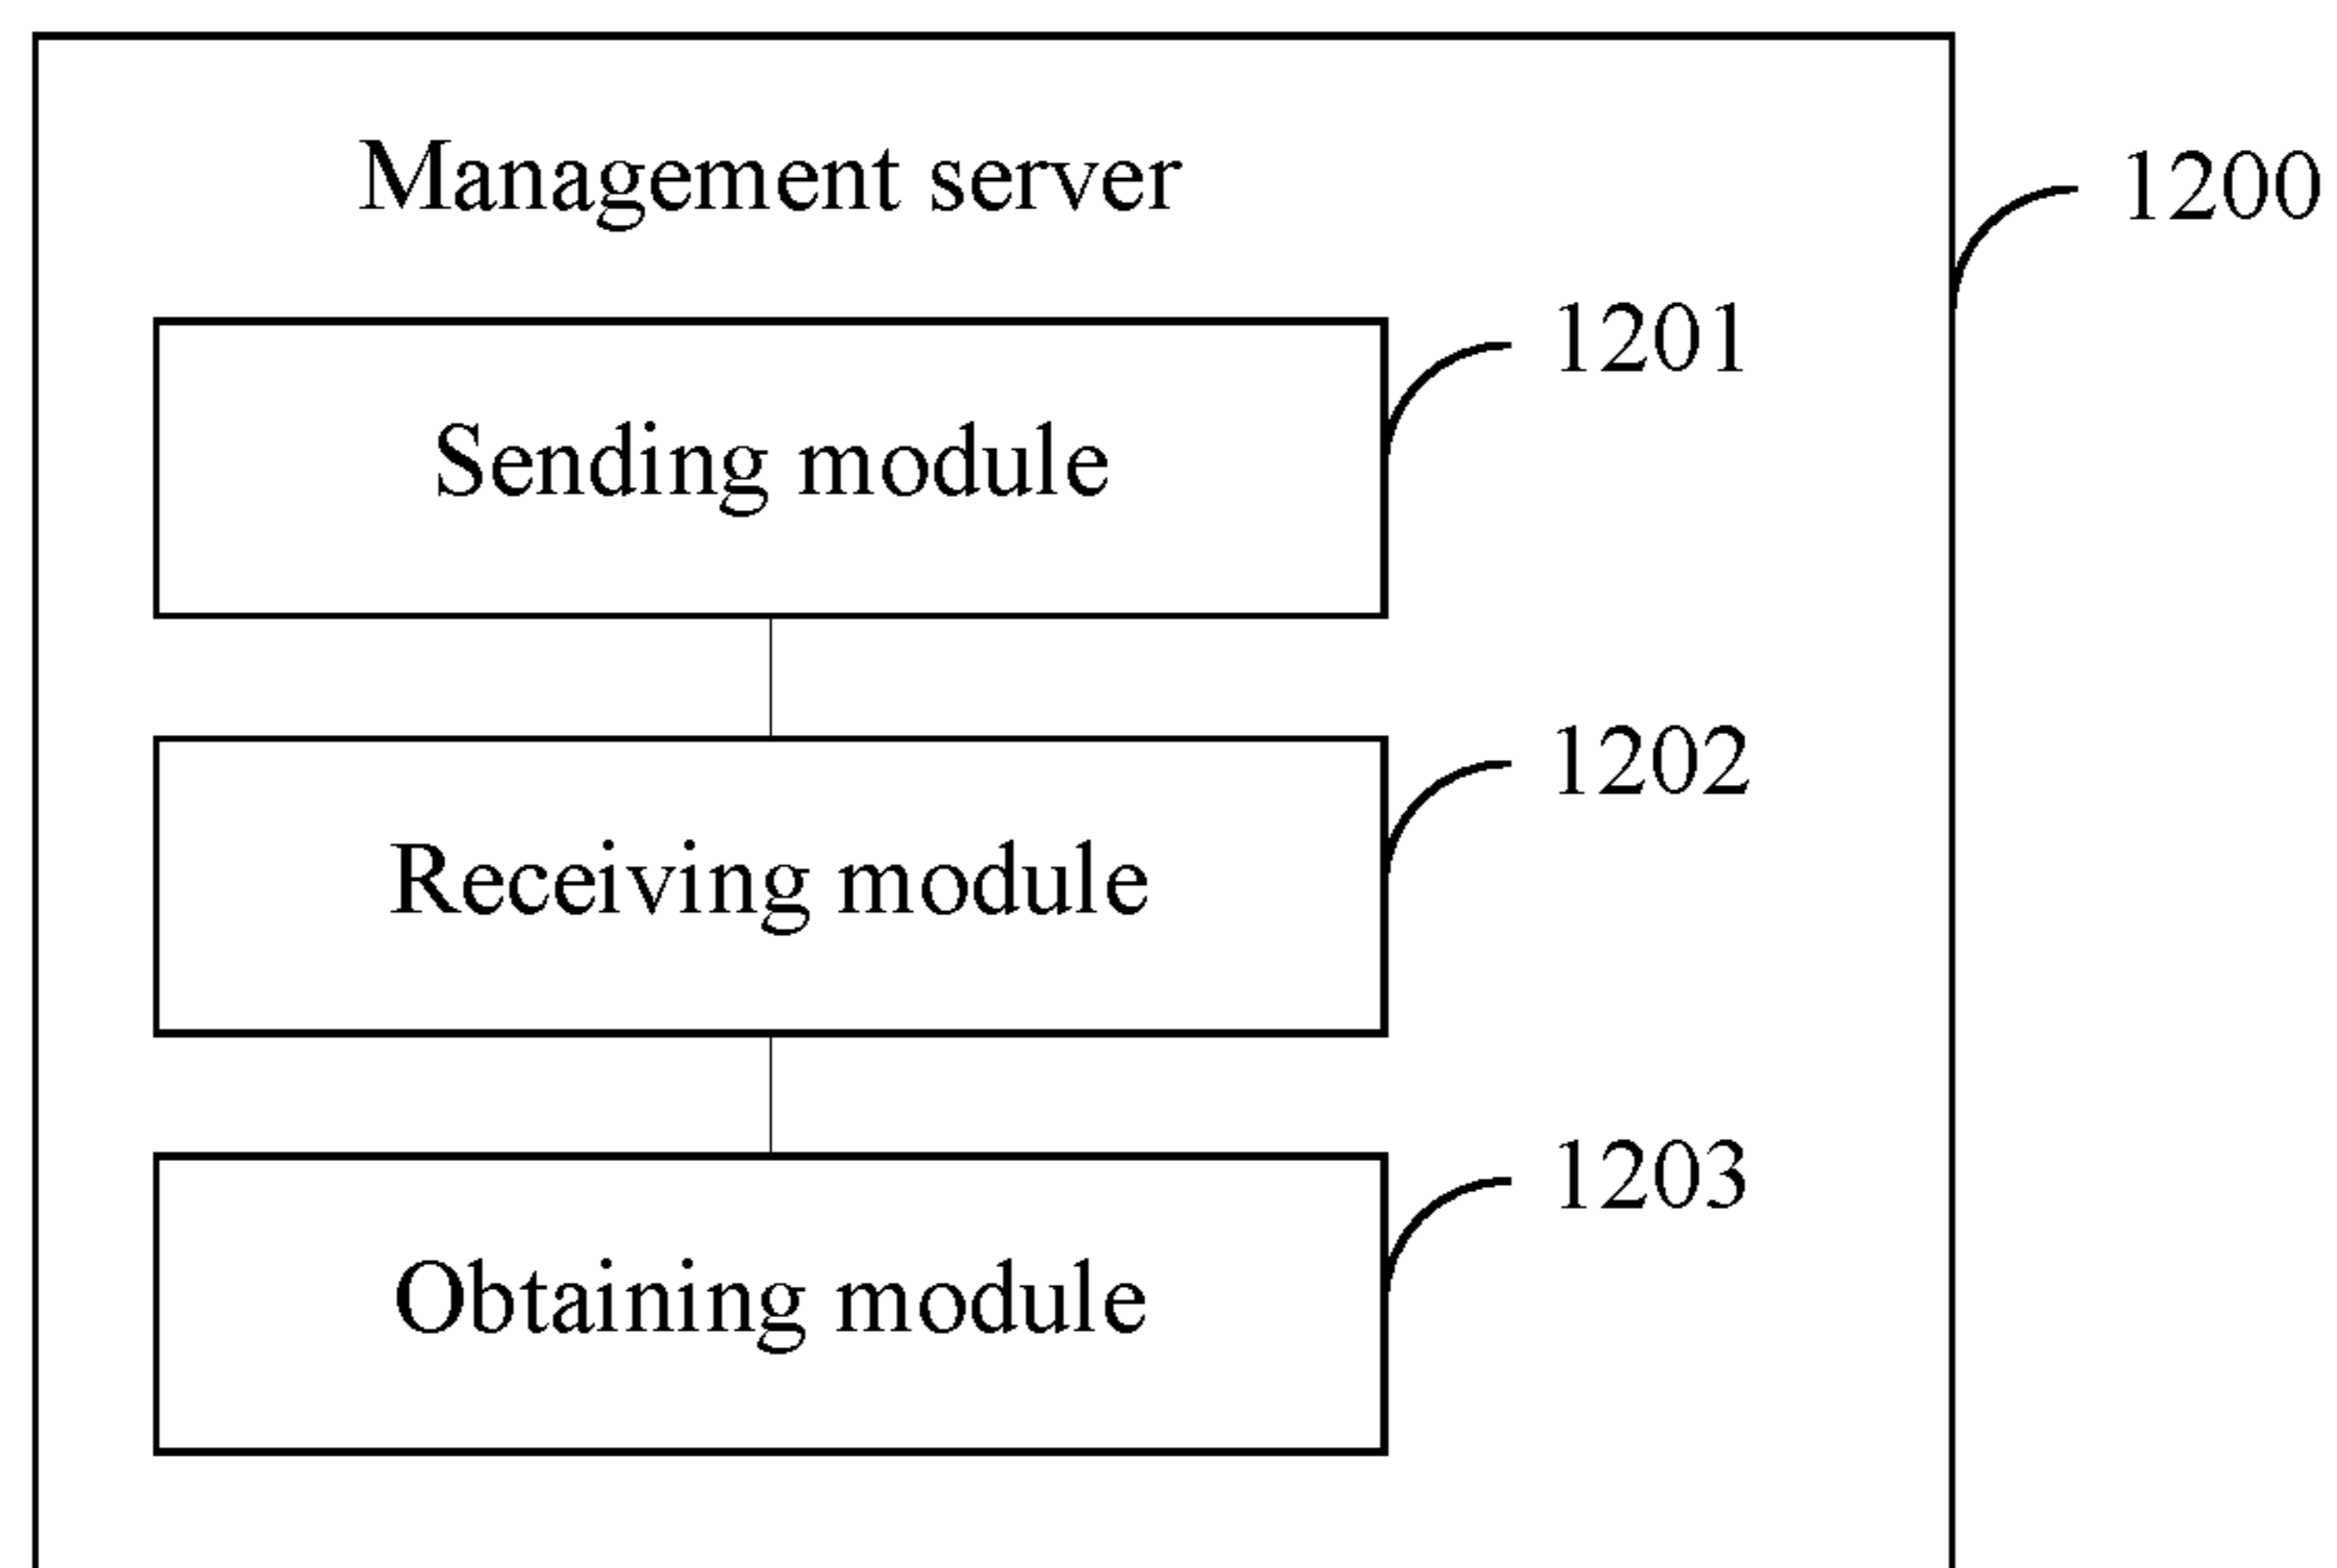 Management server
1200
1201
Sending module
1202
Receiving module
1203
Obtaining module